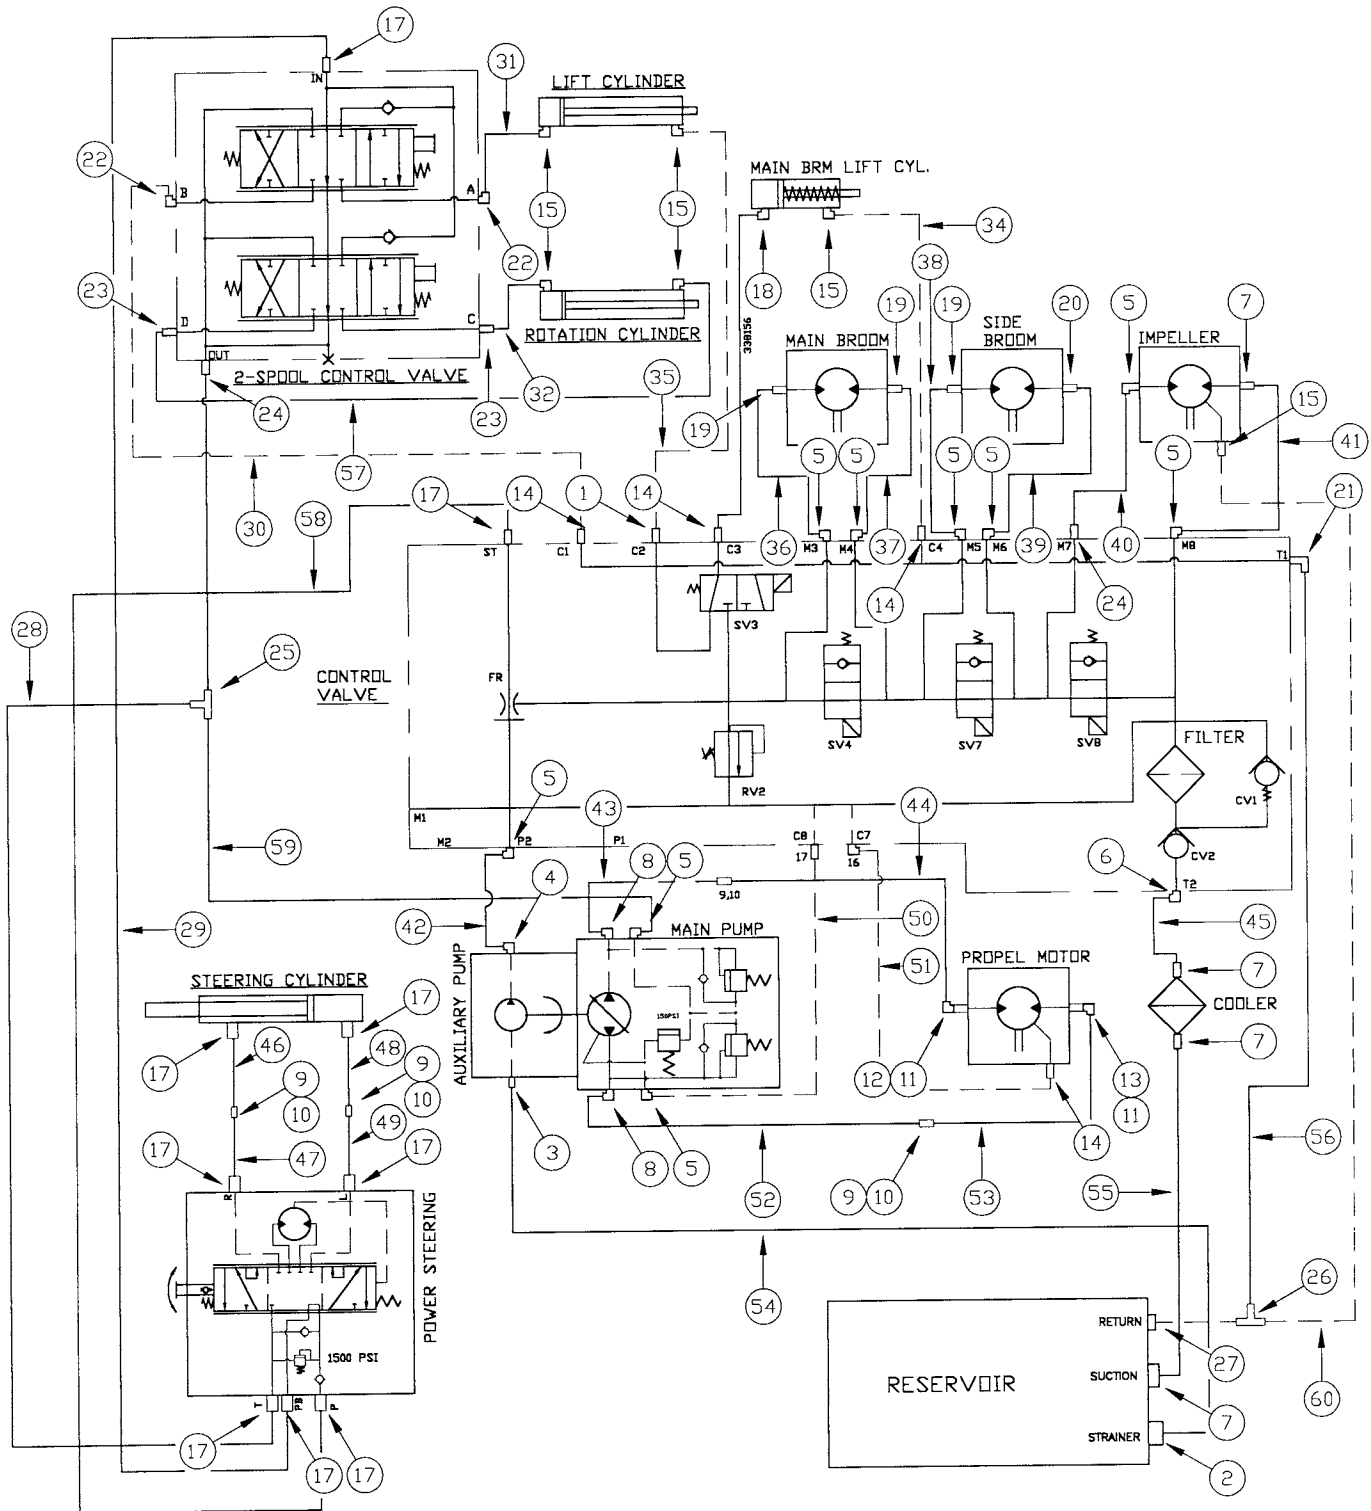 17
IN
31
LIFT CYLINDER
22
B
A
15
15
22
MAIN BRM LIFT CYL.
34
18
15
38
23
D
C
OUT
ROTATION CYLINDER
2-SPOOL CONTROL VALVE
24
23
32
35
338156
MAIN BROOM
19
19
SIDE
BROOM
20
5
IMPELLER
7
19
15
30
57
58
17
14
1
14
5
5
5
5
5
41
21
36
37
39
40
ST
C1
C2
C3
M3
M4
C4
M5
M6
M7
M8
T1
14
24
SV3
28
25
CONTROL
VALVE
FR
SV4
SV7
SV8
FILTER
RV2
CV1
59
M1
M2
5
P2
43
P1
C8
17
C7
16
44
CV2
6
T2
29
42
4
8
5
9,10
50
45
MAIN PUMP
51
PROPEL MOTOR
7
COOLER
STEERING CYLINDER
AUXILIARY PUMP
150PSI
17
17
46
48
9
10
9
10
7
12
11
13
11
14
47
49
17
17
3
8
5
52
9
10
53
55
56
R
L
54
POWER STEERING
26
1500 PSI
RETURN
27
60
RESERVOIR
SUCTION
7
T
PB
P
STRAINER
17
17
17
2